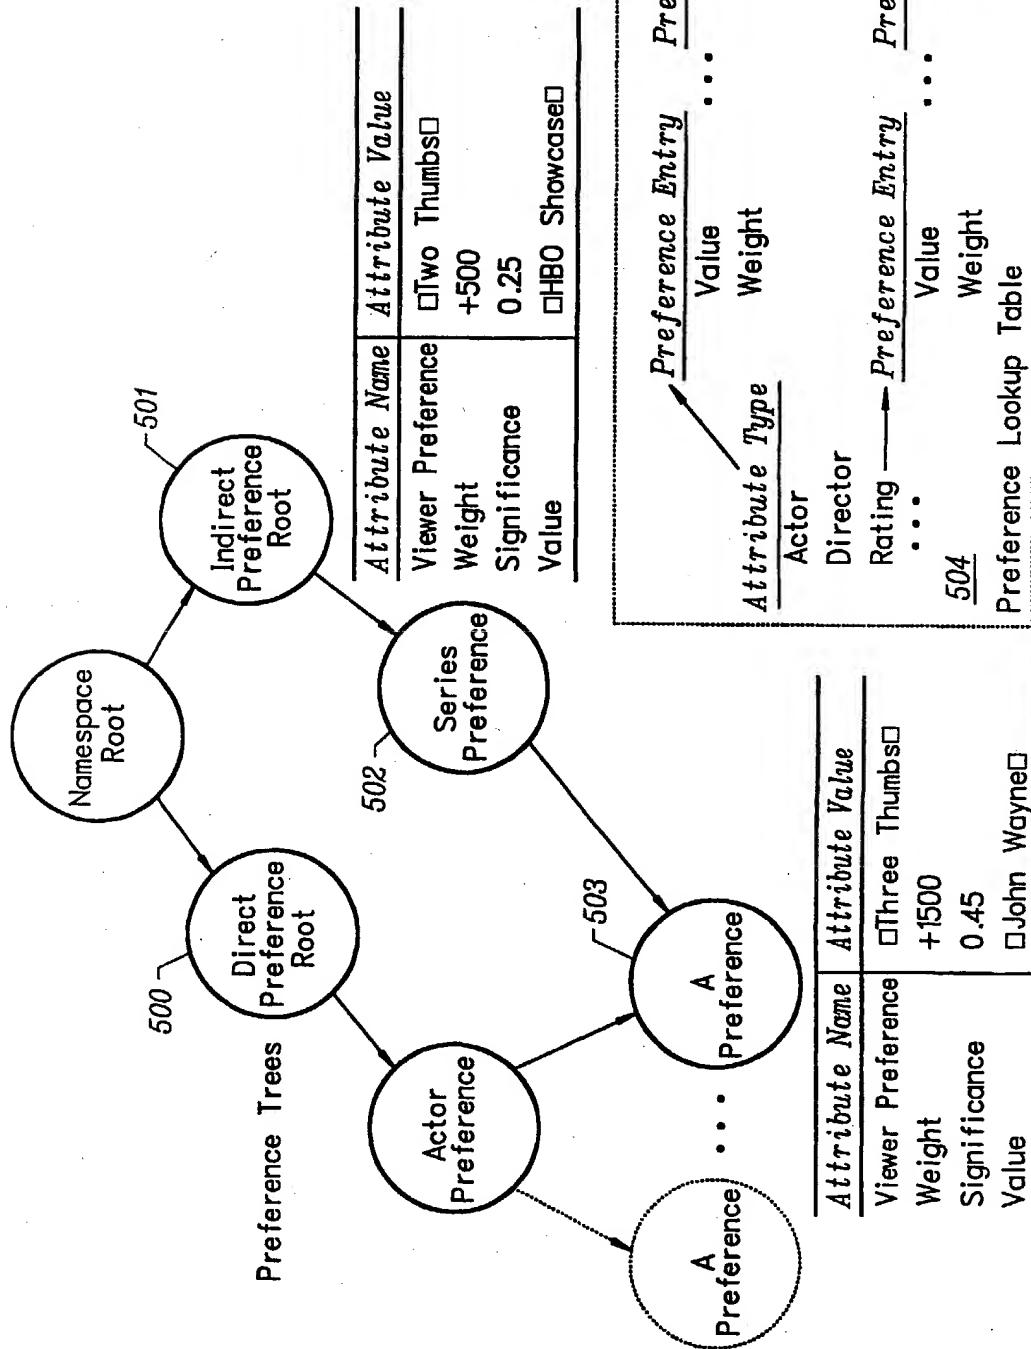 Namespace
Root
501
Indirect
Preference
Root
500
Direct
Preference
Root
Preference Trees
502
Series
Preference
Actor
Preference
503
A
Preference
• • •
A
Preference
Attribute Name Attribute Value
Viewer Preference □Two Thumbs□
Weight +500
Significance 0.25
Value □HBO Showcase□
Attribute Name Attribute Value
Viewer Preference □Three Thumbs□
Weight +1500
Significance 0.45
Value □John Wayne□
Preference Entry Pre
Value • • •
Weight
Attribute Type
Actor
Director
Rating Preference Entry Pre
• • • Value • • •
Weight
504
Preference Lookup Table